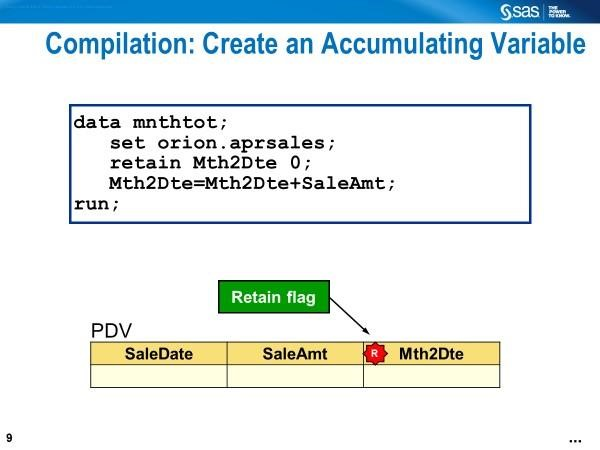 sas THE POWER TO KNOW.
Compilation: Create an Accumulating Variable
data mnthtot;
set orion.aprsales;
retain Mth2Dte 0;
Mth2Dte=Mth2Dte+SaleAmt;
run;
Retain flag
PDV
SaleDate SaleAmt R Mth2Dte
9 ...